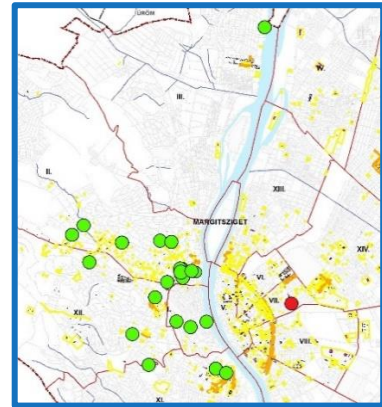 ÜRÖM
I.
IV.
III.
II.
XIII.
MARGITSZIGET
XIV.
VI.
VII.
V.
XII.
VIII.
XI.